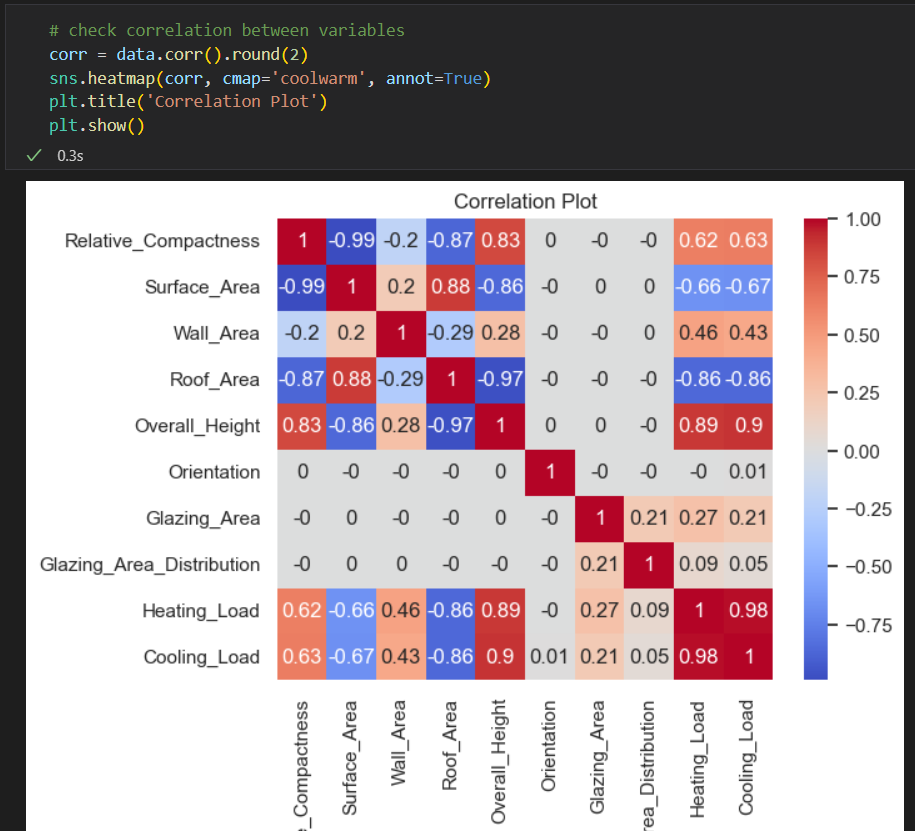 # check correlation between variables
corr = data.corr().round(2)
sns.heatmap(corr, cmap='coolwarm', annot=True)
plt.title('Correlation Plot')
plt.show()
0.3s
Correlation Plot
Relative_Compactness 1 -0.99 -0.2 -0.87 0.83 0 -0 -0 0.62 0.63
Surface_Area -0.99 1 0.2 0.88 -0.86 -0 0 0 -0.66 -0.67
Wall_Area -0.2 0.2 1 -0.29 0.28 -0 -0 0 0.46 0.43
Roof_Area -0.87 0.88 -0.29 1 -0.97 -0 -0 -0 -0.86 -0.86
Overall_Height 0.83 -0.86 0.28 -0.97 1 0 0 -0 0.89 0.9
Orientation 0 -0 -0 -0 0 1 -0 -0 -0 0.01
Glazing_Area -0 0 -0 -0 0 -0 1 0.21 0.27 0.21
Glazing_Area_Distribution -0 0 0 -0 -0 -0 0.21 1 0.09 0.05
Heating_Load 0.62 -0.66 0.46 -0.86 0.89 -0 0.27 0.09 1 0.98
Cooling_Load 0.63 -0.67 0.43 -0.86 0.9 0.01 0.21 0.05 0.98 1
1.00
0.75
0.50
0.25
0.00
−0.25
−0.50
−0.75
_Compactness
Surface_Area
Wall_Area
Roof_Area
Overall_Height
Orientation
Glazing_Area
rea_Distribution
Heating_Load
Cooling_Load